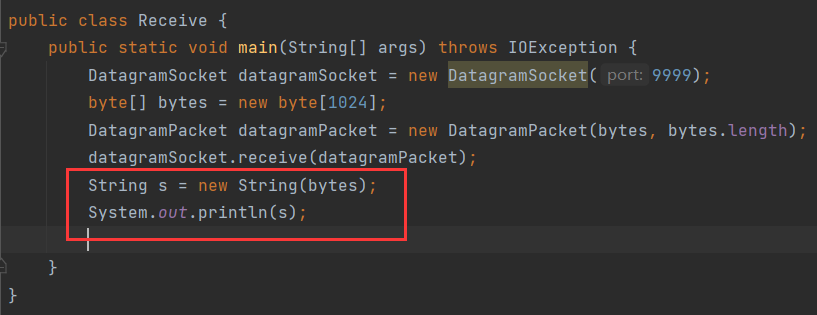 public class Receive {
public static void main(String[] args) throws IOException {
DatagramSocket datagramSocket = new DatagramSocket( port: 9999);
byte[] bytes = new byte[1024];
DatagramPacket datagramPacket = new DatagramPacket(bytes, bytes.length);
datagramSocket.receive(datagramPacket);
String s = new String(bytes);
System.out.println(s);
}
}